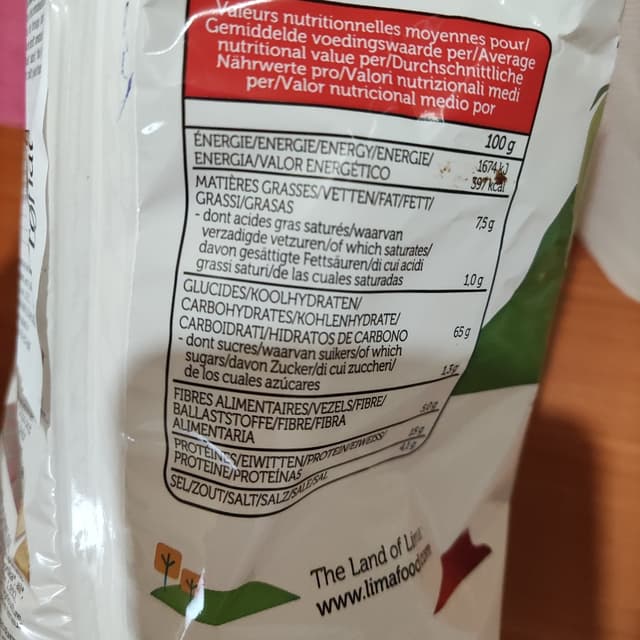 Valeurs nutritionnelles moyennes pour/
Gemiddelde voedingswaarde per/Average
nutritional value per/Durchschnittliche
Nährwerte pro/Valori nutrizionali medi
per/Valor nutricional medio por
100 g
ÉNERGIE/ENERGIE/ENERGY/ENERGIE/
ENERGIA/VALOR ENERGÉTICO
1674 kJ
397 kcal
MATIÈRES GRASSES/VETTEN/FAT/FETT/
GRASSI/GRASAS
7,5 g
- dont acides gras saturés/waarvan
verzadigde vetzuren/of which saturates/
davon gesättigte Fettsäuren/di cui acidi
grassi saturi/de las cuales saturadas
1,0 g
GLUCIDES/KOOLHYDRATEN/
CARBOHYDRATES/KOHLENHYDRATE/
CARBOIDRATI/HIDRATOS DE CARBONO
65 g
- dont sucres/waarvan suikers/of which
sugars/davon Zucker/di cui zuccheri/
de los cuales azúcares
FIBRES ALIMENTAIRES/VEZELS/FIBRE/
BALLASTSTOFFE/FIBRE/FIBRA
ALIMENTARIA
PROTÉINES/EIWITTEN/PROTEIN/EIWEISS/
PROTEINE/PROTEÍNAS
SEL/ZOUT/SALT/SALZ/SALE/SAL
The Land of Lima
www.limafood.com